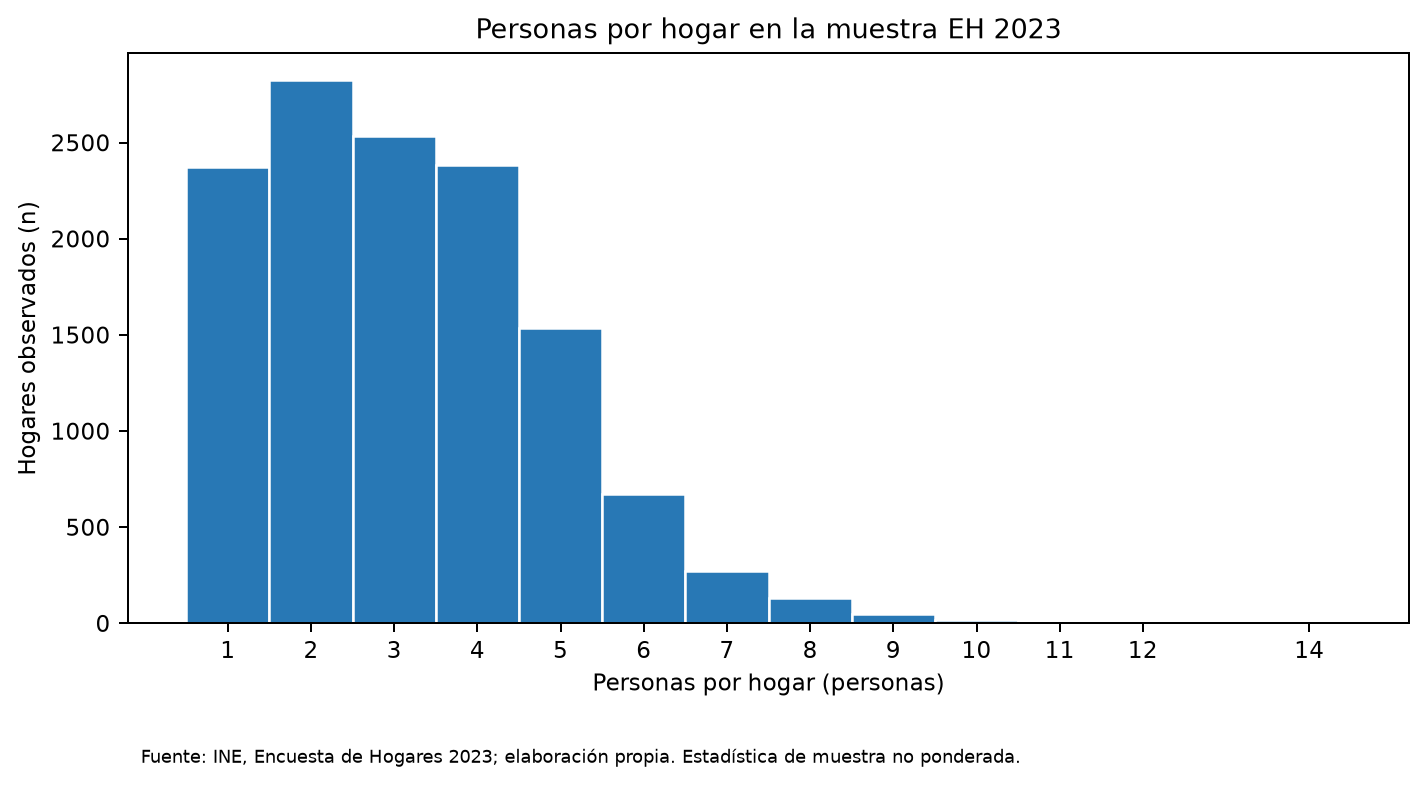 Personas por hogar en la muestra EH 2023
Hogares observados (n)
2500
2000
1500
1000
500
0
1 2 3 4 5 6 7 8 9 10 11 12 14
Personas por hogar (personas)
Fuente: INE, Encuesta de Hogares 2023; elaboración propia. Estadística de muestra no ponderada.